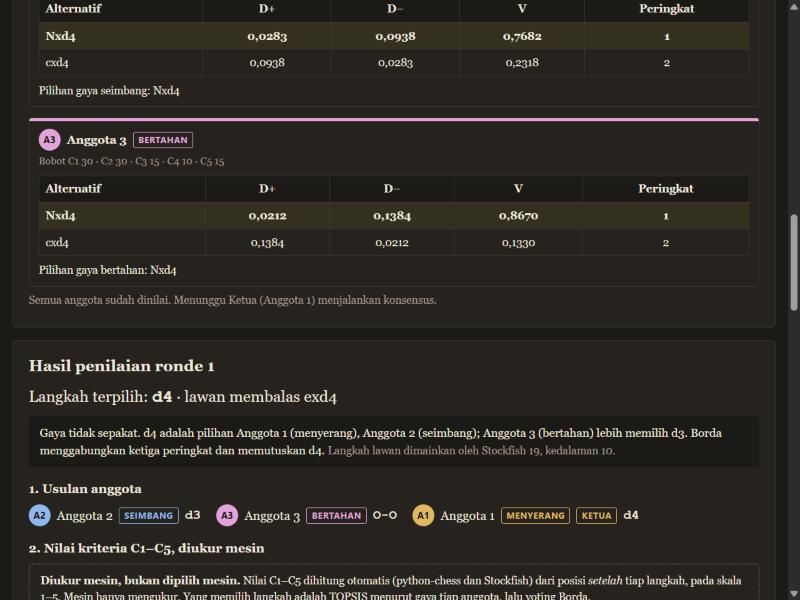 Alternatif D+ D− V Peringkat
Nxd4 0,0283 0,0938 0,7682 1
cxd4 0,0938 0,0283 0,2318 2
Pilihan gaya seimbang: Nxd4
A3 Anggota 3 BERTAHAN
Bobot C1 30 · C2 30 · C3 15 · C4 10 · C5 15
Alternatif D+ D− V Peringkat
Nxd4 0,0212 0,1384 0,8670 1
cxd4 0,1384 0,0212 0,1330 2
Pilihan gaya bertahan: Nxd4
Semua anggota sudah dinilai. Menunggu Ketua (Anggota 1) menjalankan konsensus.
Hasil penilaian ronde 1
Langkah terpilih: d4 · lawan membalas exd4
Gaya tidak sepakat. d4 adalah pilihan Anggota 1 (menyerang), Anggota 2 (seimbang); Anggota 3 (bertahan) lebih memilih d3. Borda
menggabungkan ketiga peringkat dan memutuskan d4. Langkah lawan dimainkan oleh Stockfish 19, kedalaman 10.
1. Usulan anggota
A2 Anggota 2 SEIMBANG d3 A3 Anggota 3 BERTAHAN O–O A1 Anggota 1 MENYERANG KETUA d4
2. Nilai kriteria C1–C5, diukur mesin
Diukur mesin, bukan dipilih mesin. Nilai C1–C5 dihitung otomatis (python-chess dan Stockfish) dari posisi setelah tiap langkah, pada skala
1–5. Mesin hanya mengukur. Yang memilih langkah adalah TOPSIS menurut gaya tiap anggota, lalu voting Borda.